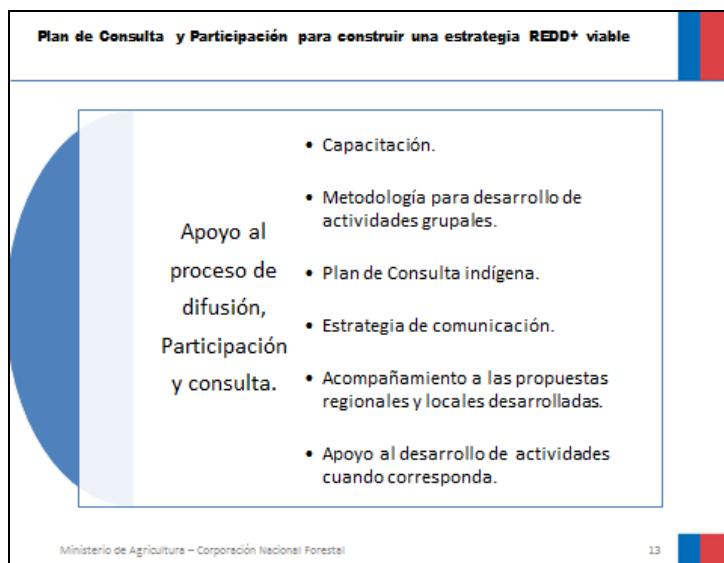 Plan de Consulta y Participación para construir una estrategia REDD+ viable
Apoyo al
proceso de
difusión,
Participación
y consulta.
• Capacitación.
• Metodología para desarrollo de
actividades grupales.
• Plan de Consulta indígena.
• Estrategia de comunicación.
• Acompañamiento a las propuestas
regionales y locales desarrolladas.
• Apoyo al desarrollo de actividades
cuando corresponda.
Ministerio de Agricultura – Corporación Nacional Forestal
13